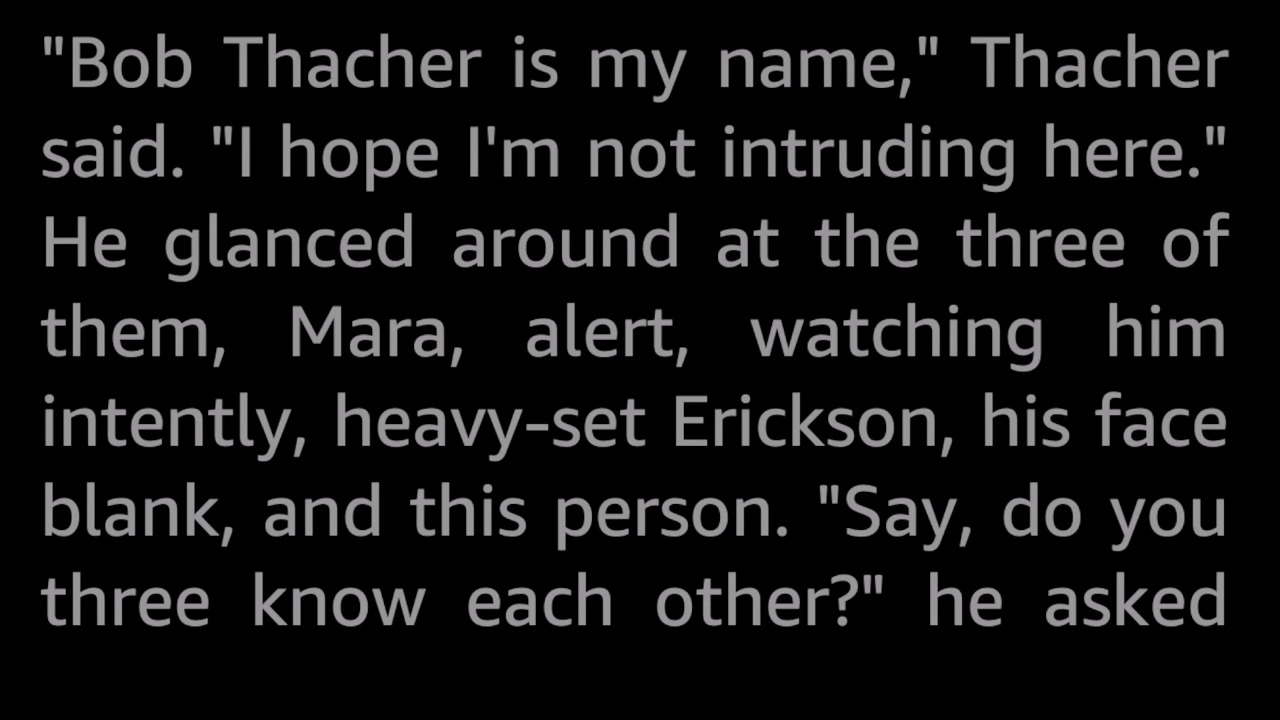 "Bob Thacher is my name," Thacher
said. "I hope I'm not intruding here."
He glanced around at the three of
them, Mara, alert, watching him
intently, heavy-set Erickson, his face
blank, and this person. "Say, do you
three know each other?" he asked